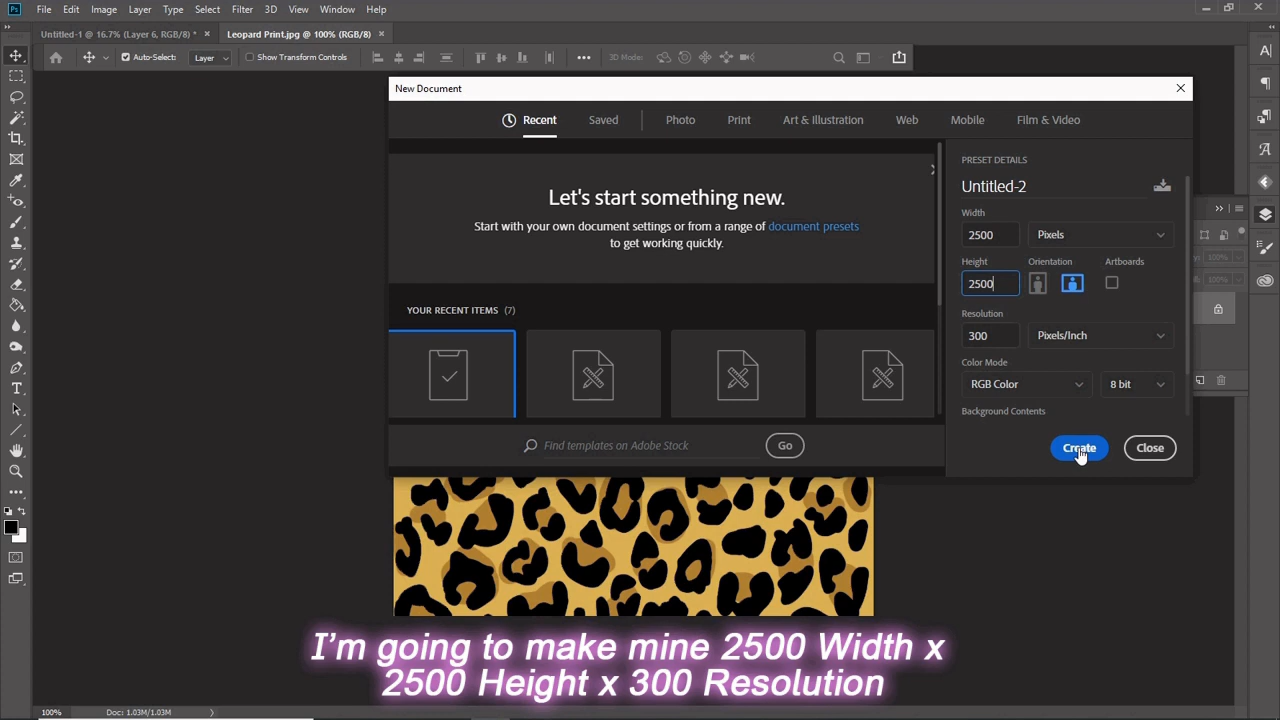 Ps File Edit Image Layer Type Select Filter 3D View Window Help
Untitled-1 @ 16.7% (Layer 6, RGB/8) * × Leopard Print.jpg @ 100% (RGB/8) ×
Auto-Select: Layer Show Transform Controls 3D Mode:
New Document
Recent Saved Photo Print Art & Illustration Web Mobile Film & Video
Let's start something new.
Start with your own document settings or from a range of document presets
to get working quickly.
YOUR RECENT ITEMS (7)
Find templates on Adobe Stock Go
PRESET DETAILS
Untitled-2
Width
2500 Pixels
Height Orientation Artboards
2500
Resolution
300 Pixels/Inch
Color Mode
RGB Color 8 bit
Background Contents
Create Close
100%
100%
I'm going to make mine 2500 Width x
2500 Height x 300 Resolution
100% Doc: 1.03M/1.03M